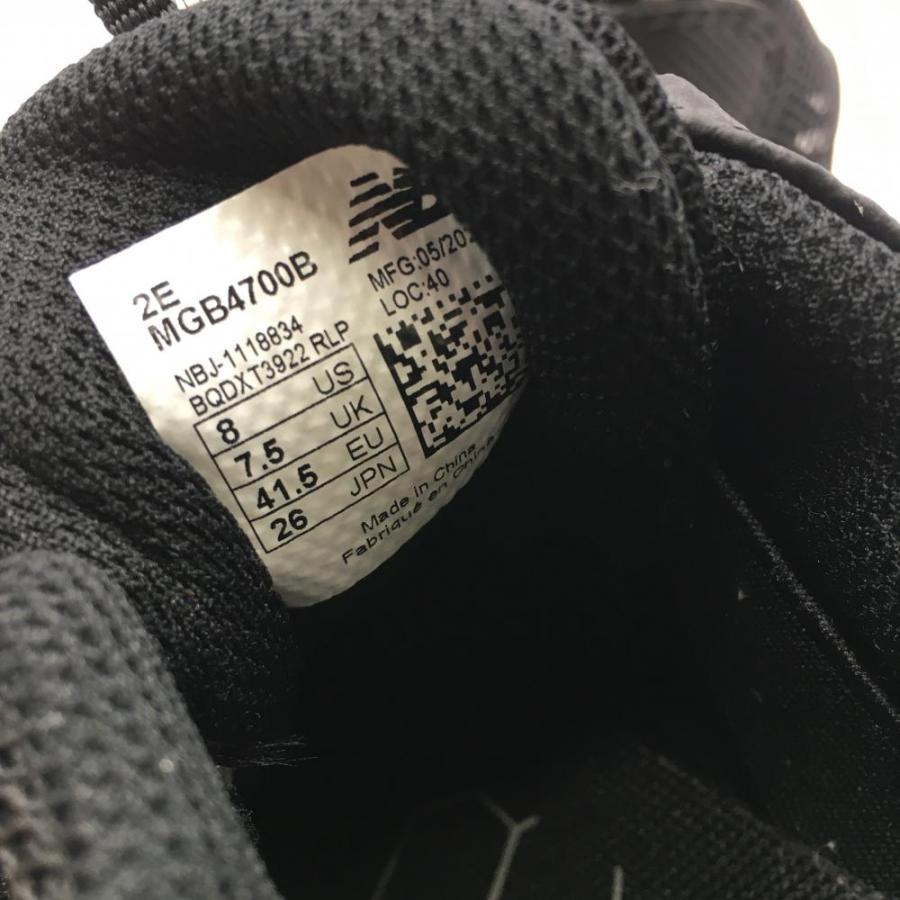 2E
MGB4700B
NBJ-1118834
BQDXT3922 RLP
8 US
7.5 UK
41.5 EU
26 JPN
NB
MFG:05/20
LOC:40
Made in China
Fabriqué en Chine